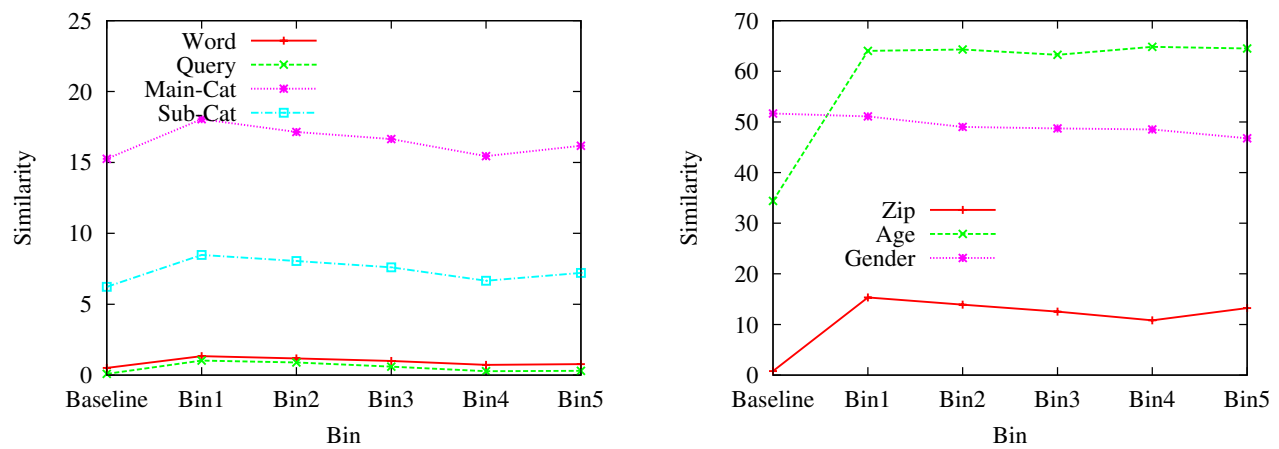 25
20
15
10
5
0
Similarity
Word
Query
Main-Cat
Sub-Cat
Baseline Bin1 Bin2 Bin3 Bin4 Bin5
Bin
70
60
50
40
30
20
10
0
Similarity
Zip
Age
Gender
Baseline Bin1 Bin2 Bin3 Bin4 Bin5
Bin